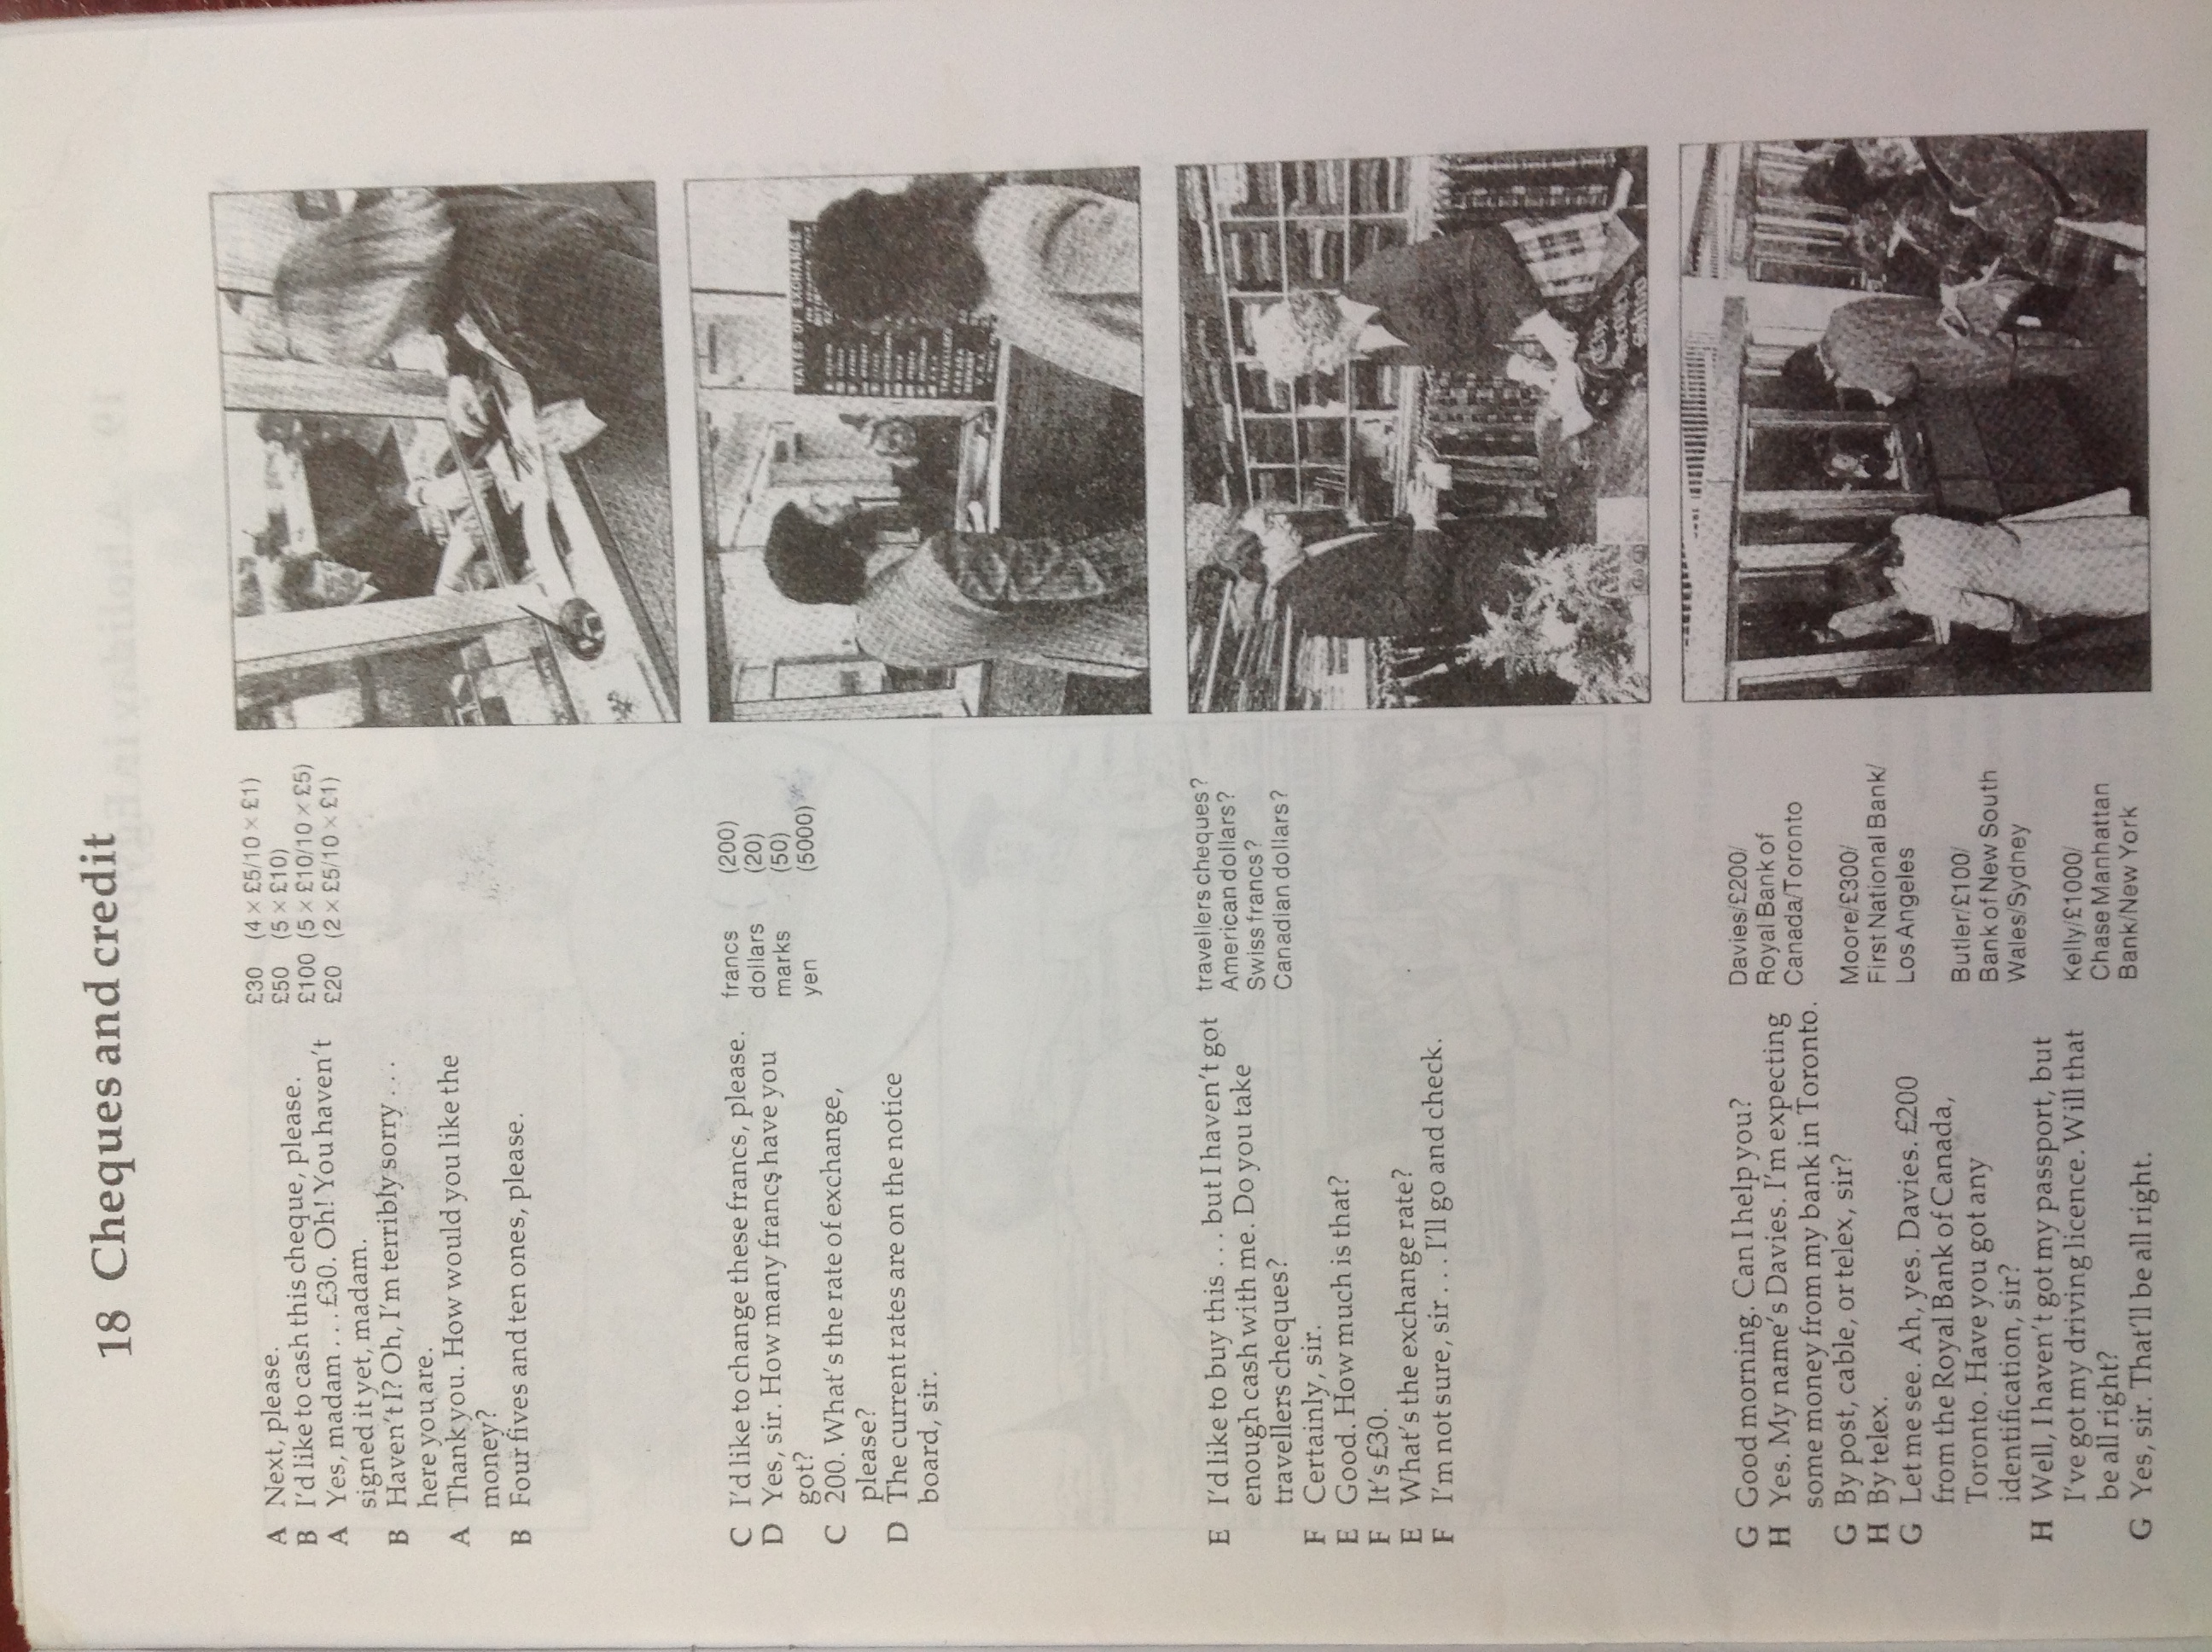 18 Cheques and credit
A Next, please.
B I'd like to cash this cheque, please.
A Yes, madam . . . £30. Oh! You haven't
signed it yet, madam.
B Haven't I? Oh, I'm terribly sorry . . .
here you are.
A Thank you. How would you like the
money?
B Four fives and ten ones, please.
£30 (4 × £5/10 × £1)
£50 (5 × £10)
£100 (5 × £10/10 × £5)
£20 (2 × £5/10 × £1)
C I'd like to change these francs, please.
D Yes, sir. How many francs have you
got?
C 200. What's the rate of exchange,
please?
D The current rates are on the notice
board, sir.
francs (200)
dollars (20)
marks (50)
yen (5000)
RATES OF EXCHANGE
TRAVELLERS
CANADA
GERMANY
U.S.A.
E I'd like to buy this . . . but I haven't got
enough cash with me. Do you take
travellers cheques?
F Certainly, sir.
E Good. How much is that?
F It's £30.
E What's the exchange rate?
F I'm not sure, sir . . . I'll go and check.
travellers cheques?
American dollars?
Swiss francs?
Canadian dollars?
The
Scotch
Shop
G Good morning. Can I help you?
H Yes. My name's Davies. I'm expecting
some money from my bank in Toronto.
G By post, cable, or telex, sir?
H By telex.
G Let me see. Ah, yes. Davies. £200
from the Royal Bank of Canada,
Toronto. Have you got any
identification, sir?
H Well, I haven't got my passport, but
I've got my driving licence. Will that
be all right?
G Yes, sir. That'll be all right.
Davies/£200/
Royal Bank of
Canada/Toronto
Moore/£300/
First National Bank/
Los Angeles
Butler/£100/
Bank of New South
Wales/Sydney
Kelly/£1000/
Chase Manhattan
Bank/New York